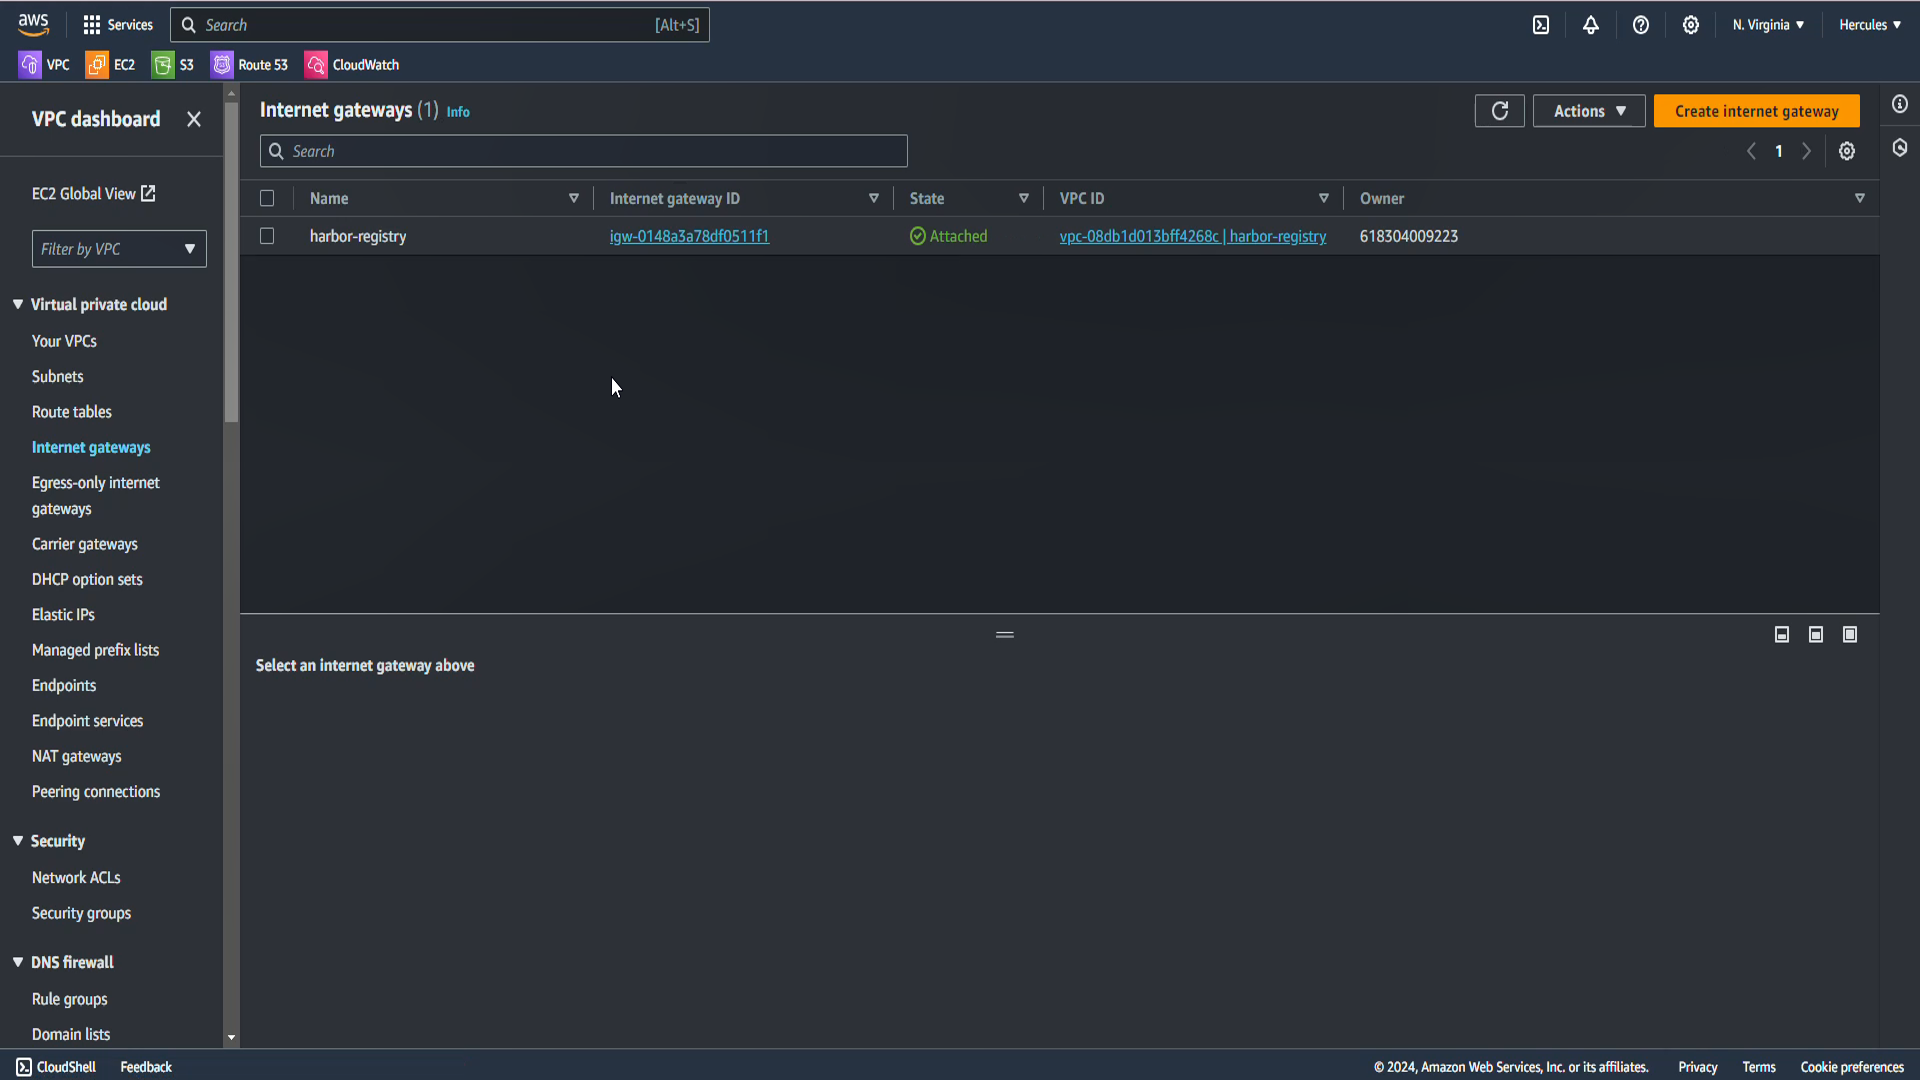 aws
Services
Search
[Alt+S]
N. Virginia
Hercules
VPC
EC2
S3
Route 53
CloudWatch
VPC dashboard
EC2 Global View
Filter by VPC
Virtual private cloud
Your VPCs
Subnets
Route tables
Internet gateways
Egress-only internet
gateways
Carrier gateways
DHCP option sets
Elastic IPs
Managed prefix lists
Endpoints
Endpoint services
NAT gateways
Peering connections
Security
Network ACLs
Security groups
DNS firewall
Rule groups
Domain lists
Internet gateways (1) Info
Actions
Create internet gateway
Search
1
Name
Internet gateway ID
State
VPC ID
Owner
harbor-registry
igw-0148a3a78df0511f1
Attached
vpc-08db1d013bff4268c | harbor-registry
618304009223
Select an internet gateway above
CloudShell
Feedback
© 2024, Amazon Web Services, Inc. or its affiliates.
Privacy
Terms
Cookie preferences